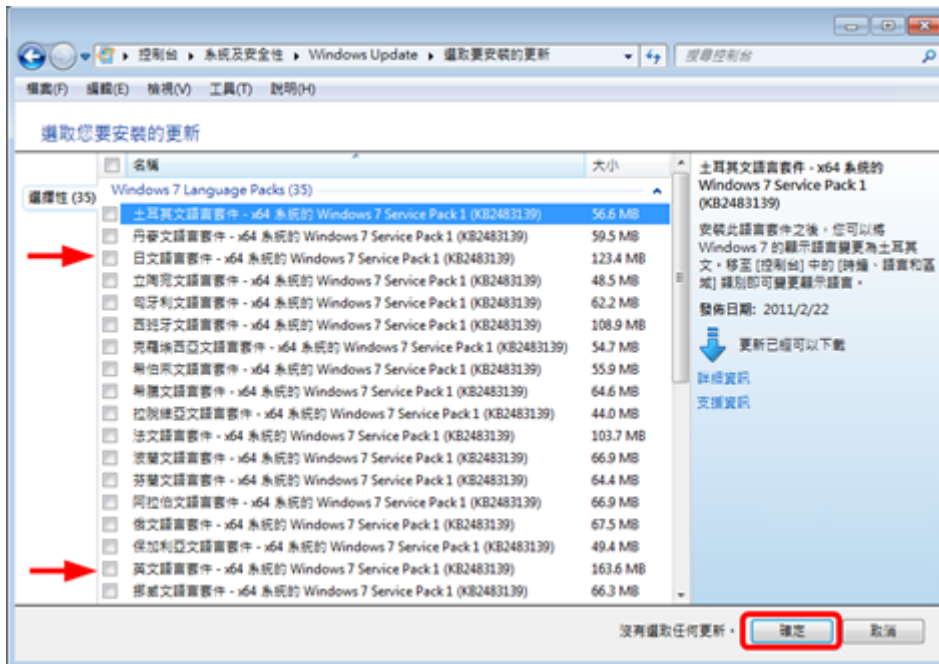 控制台 ▸ 系統及安全性 ▸ Windows Update ▸ 選取要安裝的更新
搜尋控制台
檔案(F) 編輯(E) 檢視(V) 工具(T) 說明(H)
選取您要安裝的更新
名稱 大小
選擇性 (35)
Windows 7 Language Packs (35)
土耳其文語言套件 - x64 系統的 Windows 7 Service Pack 1 (KB2483139) 56.6 MB
丹麥文語言套件 - x64 系統的 Windows 7 Service Pack 1 (KB2483139) 59.5 MB
日文語言套件 - x64 系統的 Windows 7 Service Pack 1 (KB2483139) 123.4 MB
立陶宛文語言套件 - x64 系統的 Windows 7 Service Pack 1 (KB2483139) 48.5 MB
匈牙利文語言套件 - x64 系統的 Windows 7 Service Pack 1 (KB2483139) 62.2 MB
西班牙文語言套件 - x64 系統的 Windows 7 Service Pack 1 (KB2483139) 108.9 MB
克羅埃西亞文語言套件 - x64 系統的 Windows 7 Service Pack 1 (KB2483139) 54.7 MB
希伯來文語言套件 - x64 系統的 Windows 7 Service Pack 1 (KB2483139) 55.9 MB
希臘文語言套件 - x64 系統的 Windows 7 Service Pack 1 (KB2483139) 64.6 MB
拉脫維亞文語言套件 - x64 系統的 Windows 7 Service Pack 1 (KB2483139) 44.0 MB
法文語言套件 - x64 系統的 Windows 7 Service Pack 1 (KB2483139) 103.7 MB
波蘭文語言套件 - x64 系統的 Windows 7 Service Pack 1 (KB2483139) 66.9 MB
芬蘭文語言套件 - x64 系統的 Windows 7 Service Pack 1 (KB2483139) 64.4 MB
阿拉伯文語言套件 - x64 系統的 Windows 7 Service Pack 1 (KB2483139) 66.9 MB
俄文語言套件 - x64 系統的 Windows 7 Service Pack 1 (KB2483139) 67.5 MB
保加利亞文語言套件 - x64 系統的 Windows 7 Service Pack 1 (KB2483139) 49.4 MB
英文語言套件 - x64 系統的 Windows 7 Service Pack 1 (KB2483139) 163.6 MB
挪威文語言套件 - x64 系統的 Windows 7 Service Pack 1 (KB2483139) 66.3 MB
土耳其文語言套件 - x64 系統的
Windows 7 Service Pack 1
(KB2483139)
安裝此語言套件之後，您可以將
Windows 7 的顯示語言變更為土耳其
文。移至 [控制台] 中的 [時鐘、語言和區
域] 類別即可變更顯示語言。
發佈日期: 2011/2/22
更新已經可以下載
詳細資訊
支援資訊
沒有選取任何更新。 確定 取消